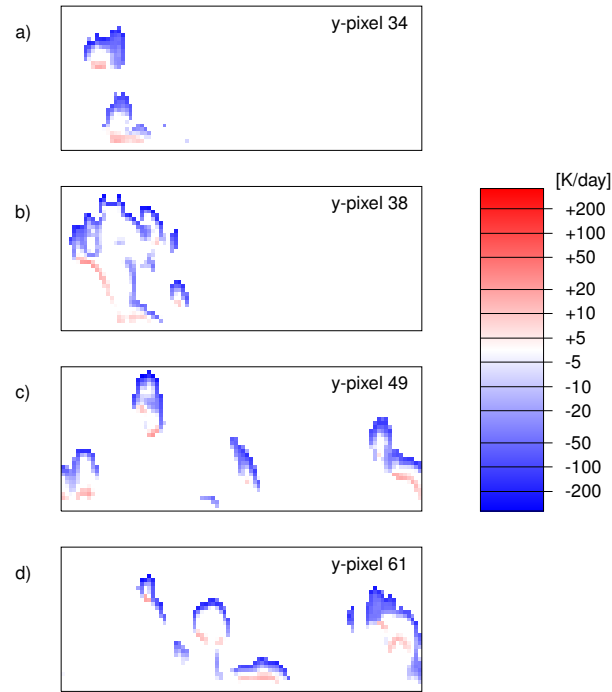 a)
y-pixel 34
b)
y-pixel 38
c)
y-pixel 49
d)
y-pixel 61
[K/day]
+200
+100
+50
+20
+10
+5
-5
-10
-20
-50
-100
-200